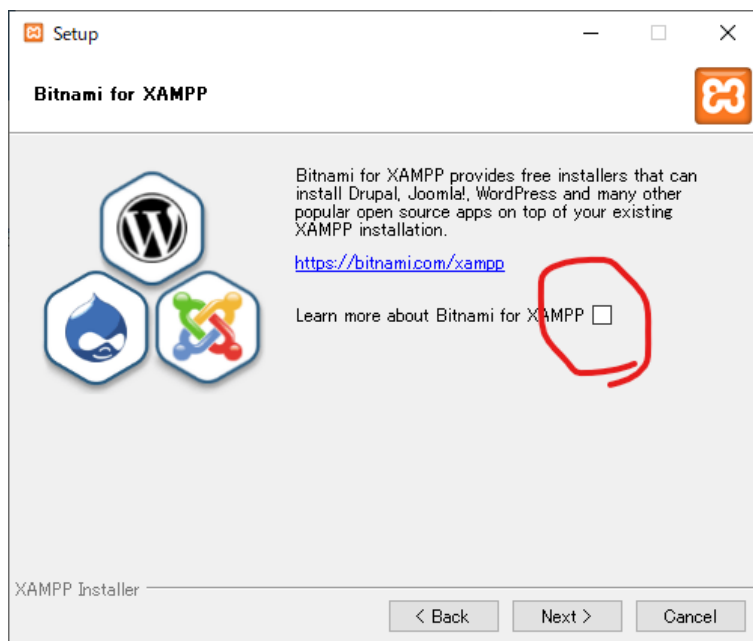 Setup
Bitnami for XAMPP
Bitnami for XAMPP provides free installers that can
install Drupal, Joomla!, WordPress and many other
popular open source apps on top of your existing
XAMPP installation.
https://bitnami.com/xampp
Learn more about Bitnami for XAMPP
XAMPP Installer
< Back Next > Cancel